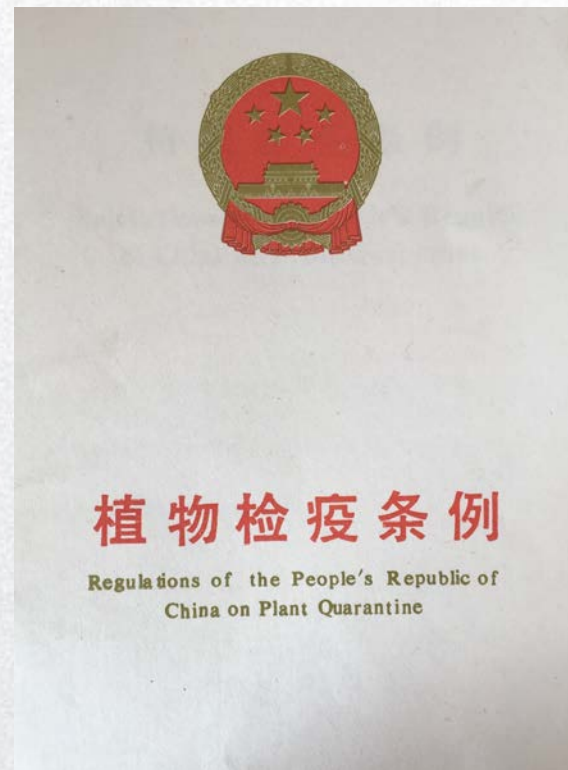 植物检疫条例
Regulations of the People's Republic of
China on Plant Quarantine